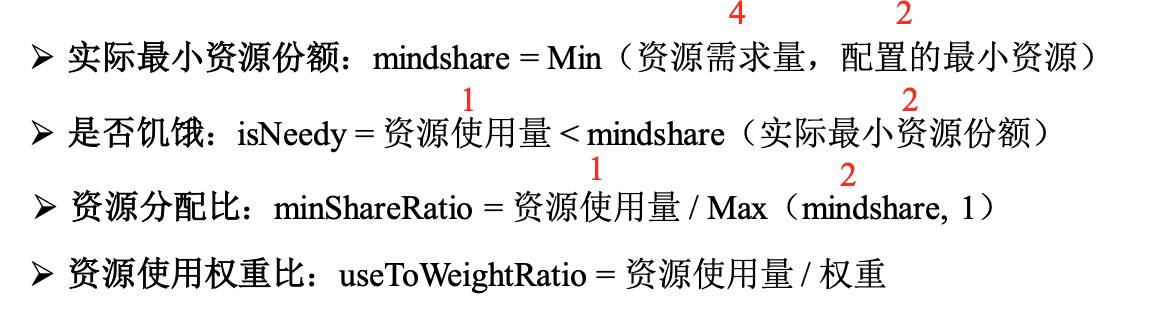 4 2
➢ 实际最小资源份额：mindshare = Min（资源需求量，配置的最小资源）
1 2
➢ 是否饥饿：isNeedy = 资源使用量 < mindshare（实际最小资源份额）
1 2
➢ 资源分配比：minShareRatio = 资源使用量 / Max（mindshare, 1）
➢ 资源使用权重比：useToWeightRatio = 资源使用量 / 权重